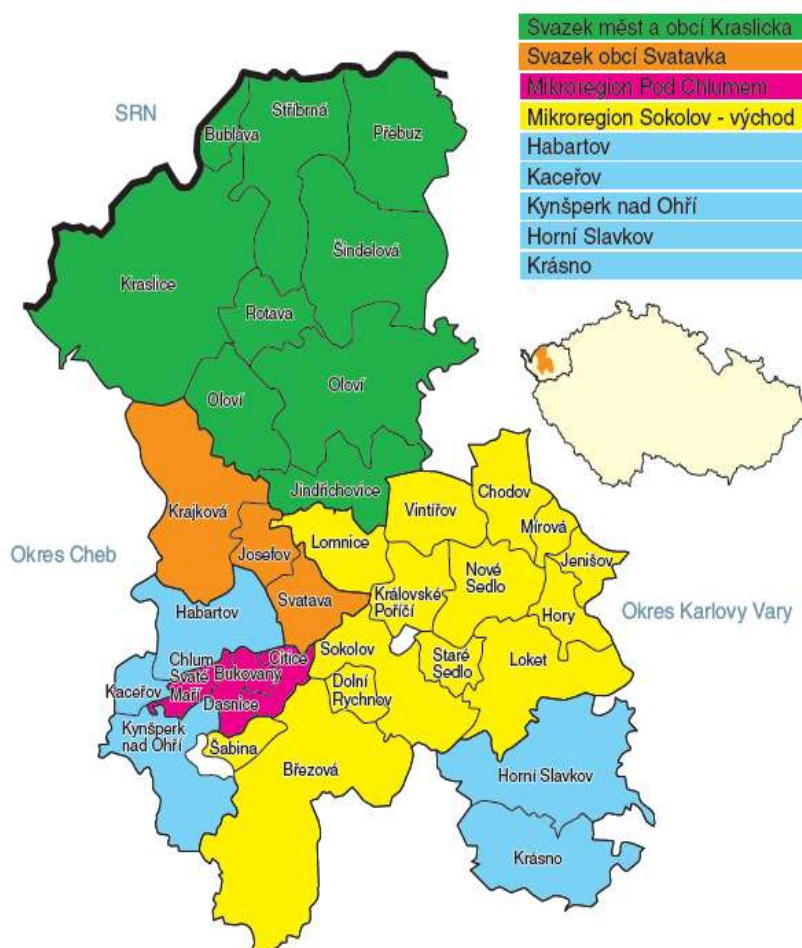 Svazek měst a obcí Kraslicka
Svazek obcí Svatavka
Mikroregion Pod Chlumem
Mikroregion Sokolov - východ
Habartov
Kaceřov
Kynšperk nad Ohří
Horní Slavkov
Krásno
SRN
Stříbrná
Bublava
Přebuz
Šindelová
Kraslice
Rotava
Oloví
Oloví
Jindřichovice
Krajková
Josefov
Svatava
Okres Cheb
Lomnice
Vintířov
Chodov
Mírová
Jenišov
Nové
Sedlo
Královské
Poříčí
Hory
Okres Karlovy Vary
Habartov
Sokolov
Staré
Sedlo
Loket
Dolní
Rychnov
Citice
Chlum
Svaté
Maří
Bukovany
Kaceřov
Dasnice
Kynšperk
nad Ohří
Šabina
Březová
Horní Slavkov
Krásno